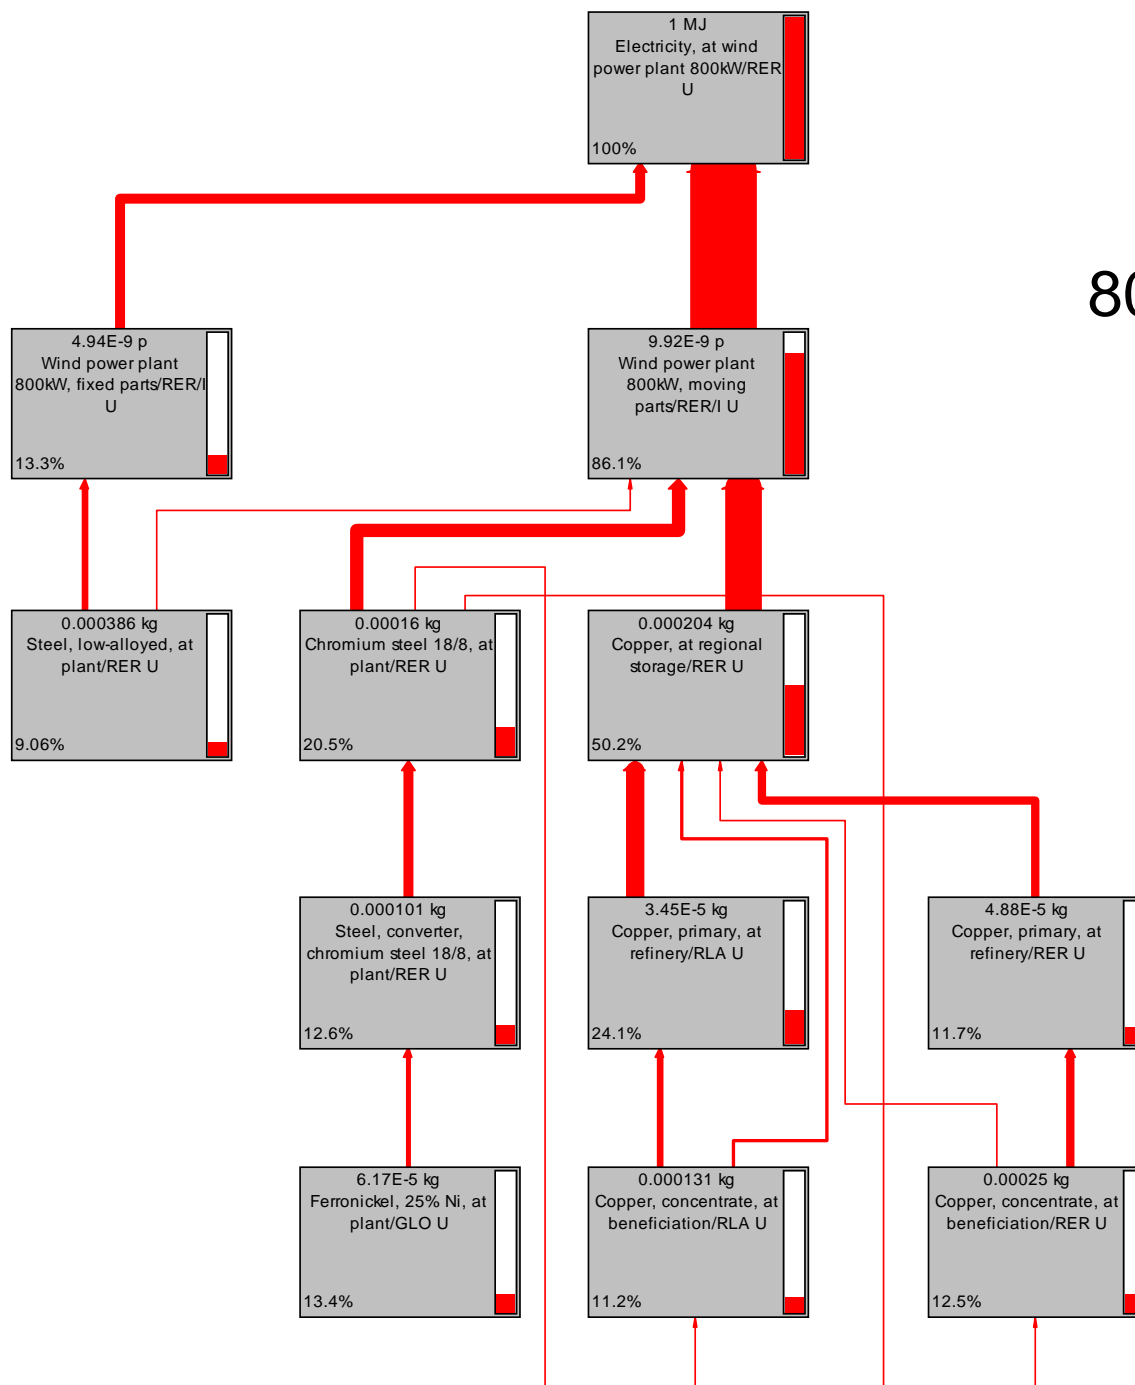 1 MJ
Electricity, at wind
power plant 800kW/RER
U
100%
80
4.94E-9 p
Wind power plant
800kW, fixed parts/RER/I
U
13.3%
9.92E-9 p
Wind power plant
800kW, moving
parts/RER/I U
86.1%
0.000386 kg
Steel, low-alloyed, at
plant/RER U
9.06%
0.00016 kg
Chromium steel 18/8, at
plant/RER U
20.5%
0.000204 kg
Copper, at regional
storage/RER U
50.2%
0.000101 kg
Steel, converter,
chromium steel 18/8, at
plant/RER U
12.6%
3.45E-5 kg
Copper, primary, at
refinery/RLA U
24.1%
4.88E-5 kg
Copper, primary, at
refinery/RER U
11.7%
6.17E-5 kg
Ferronickel, 25% Ni, at
plant/GLO U
13.4%
0.000131 kg
Copper, concentrate, at
beneficiation/RLA U
11.2%
0.00025 kg
Copper, concentrate, at
beneficiation/RER U
12.5%